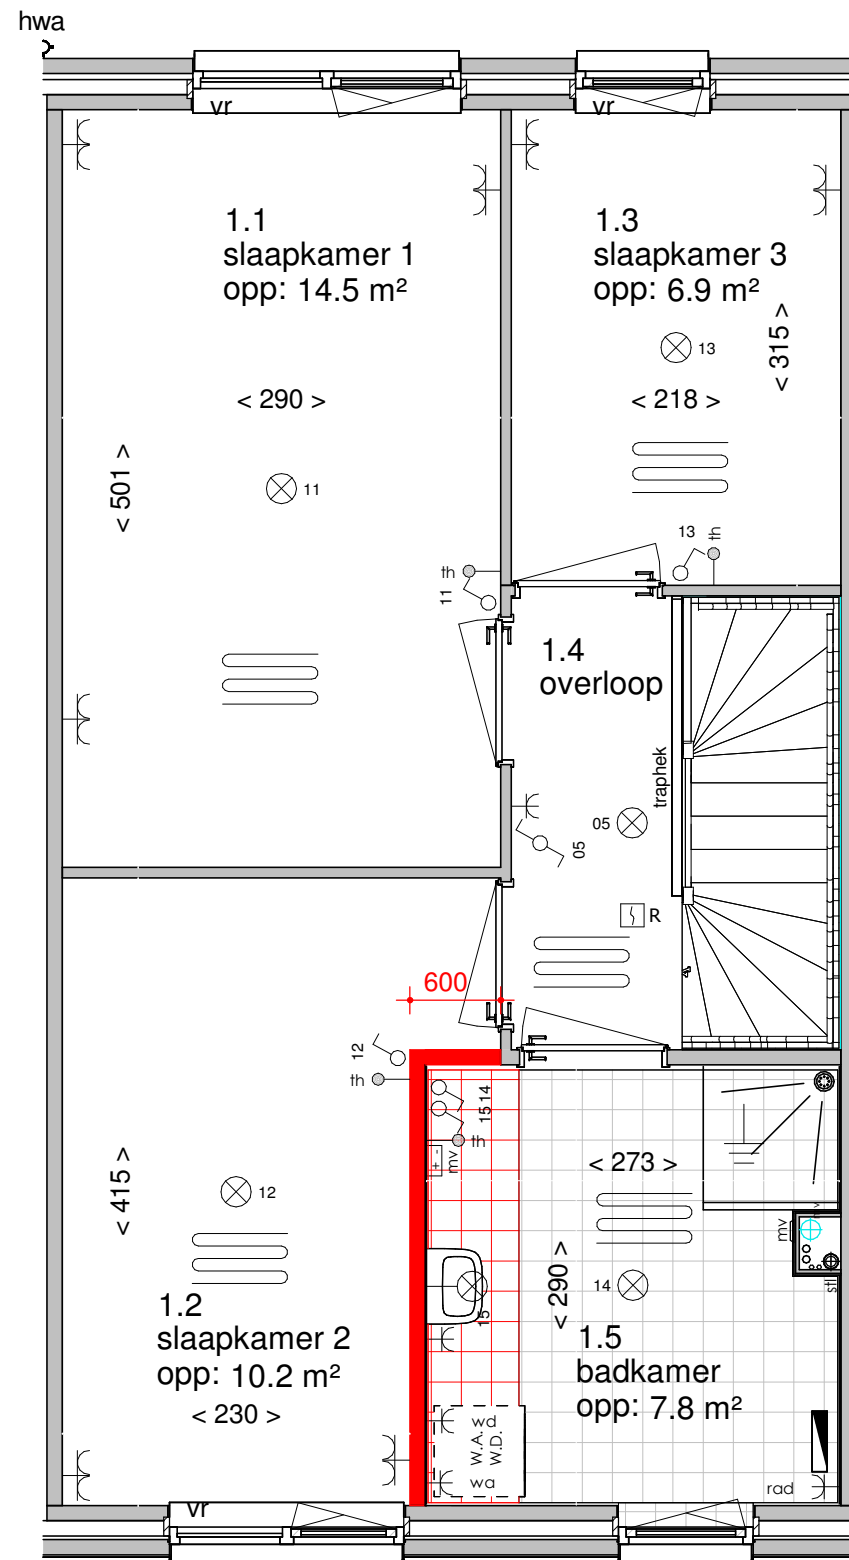 hwa
vr
vr
1.1
slaapkamer 1
opp: 14.5 m²
1.3
slaapkamer 3
opp: 6.9 m²
13
< 315 >
< 290 >
< 218 >
< 501 >
11
13
th
th
11
1.4
overloop
traphek
05
05
R
600
12
th
14
15
th
mv
+ -
< 273 >
< 415 >
12
mv
< 290 >
14
15
stl
1.2
slaapkamer 2
opp: 10.2 m²
< 230 >
1.5
badkamer
opp: 7.8 m²
wd
W.A.
W.D.
wa
rad
vr